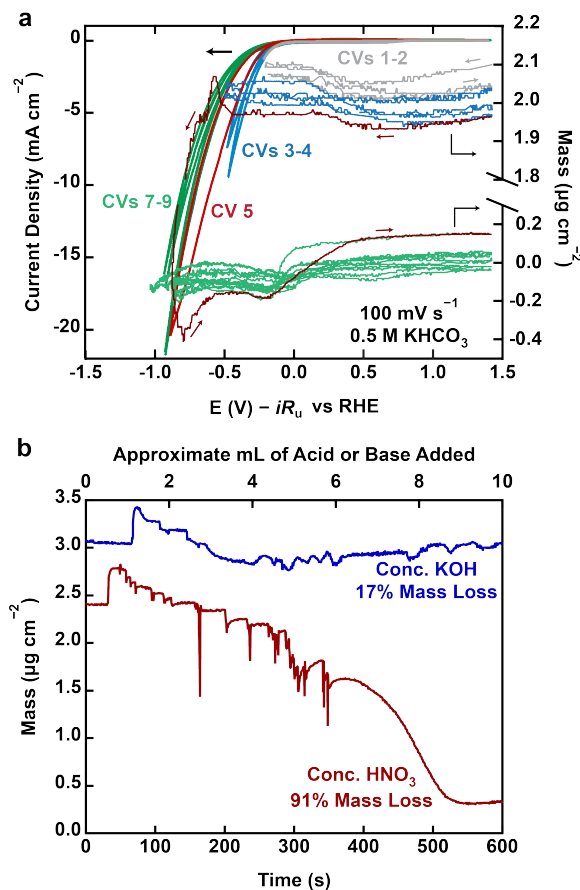 a
0
-5
-10
-15
-20
Current Density (mA cm⁻²)
2.2
2.1
2.0
1.9
1.8
0.2
0.0
-0.2
-0.4
Mass (µg cm⁻²)
CVs 1-2
CVs 3-4
CVs 7-9
CV 5
100 mV s⁻¹
0.5 M KHCO₃
-1.5 -1.0 -0.5 0.0 0.5 1.0 1.5
E (V) − iRᵤ vs RHE
b
Approximate mL of Acid or Base Added
0 2 4 6 8 10
3.5
3.0
2.5
2.0
1.5
1.0
0.5
0.0
Mass (µg cm⁻²)
Conc. KOH
17% Mass Loss
Conc. HNO₃
91% Mass Loss
0 100 200 300 400 500 600
Time (s)